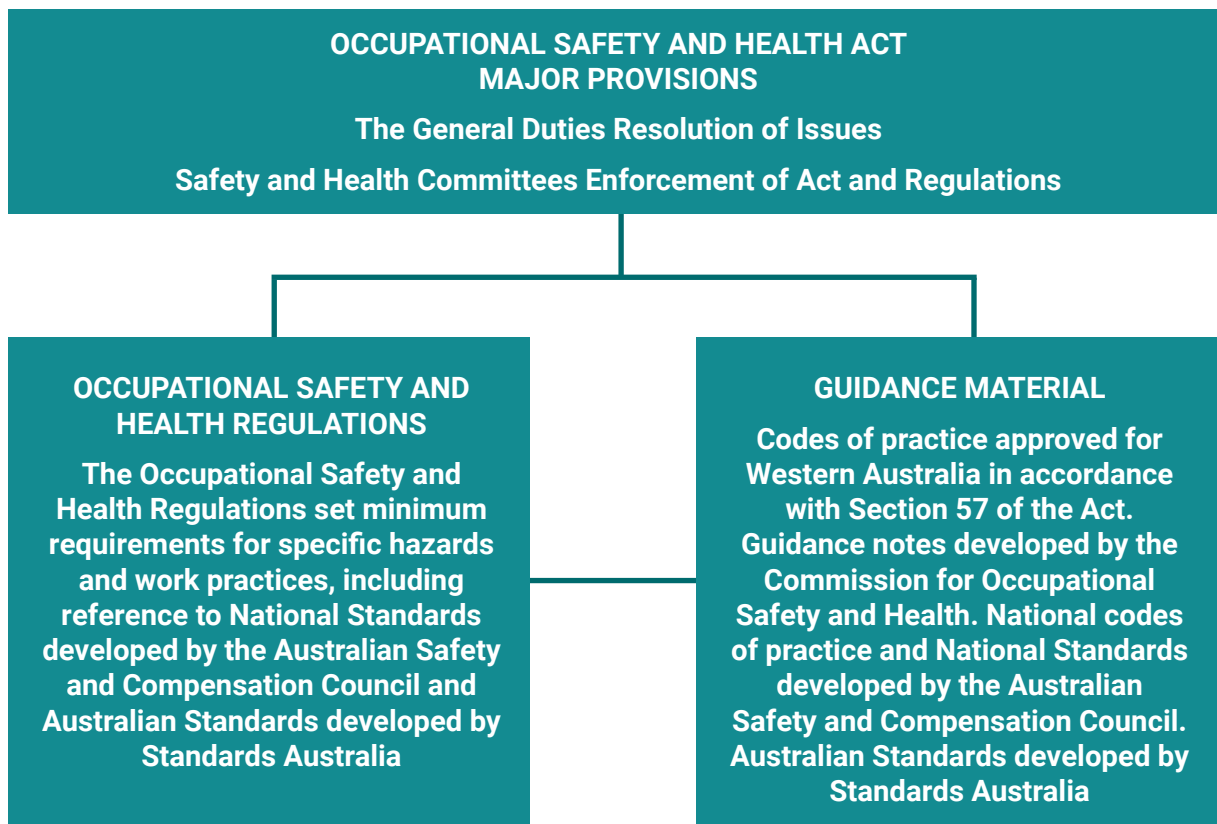 OCCUPATIONAL SAFETY AND HEALTH ACT
MAJOR PROVISIONS
The General Duties Resolution of Issues
Safety and Health Committees Enforcement of Act and Regulations
OCCUPATIONAL SAFETY AND
HEALTH REGULATIONS
The Occupational Safety and
Health Regulations set minimum
requirements for specific hazards
and work practices, including
reference to National Standards
developed by the Australian Safety
and Compensation Council and
Australian Standards developed by
Standards Australia
GUIDANCE MATERIAL
Codes of practice approved for
Western Australia in accordance
with Section 57 of the Act.
Guidance notes developed by the
Commission for Occupational
Safety and Health. National codes
of practice and National Standards
developed by the Australian
Safety and Compensation Council.
Australian Standards developed by
Standards Australia